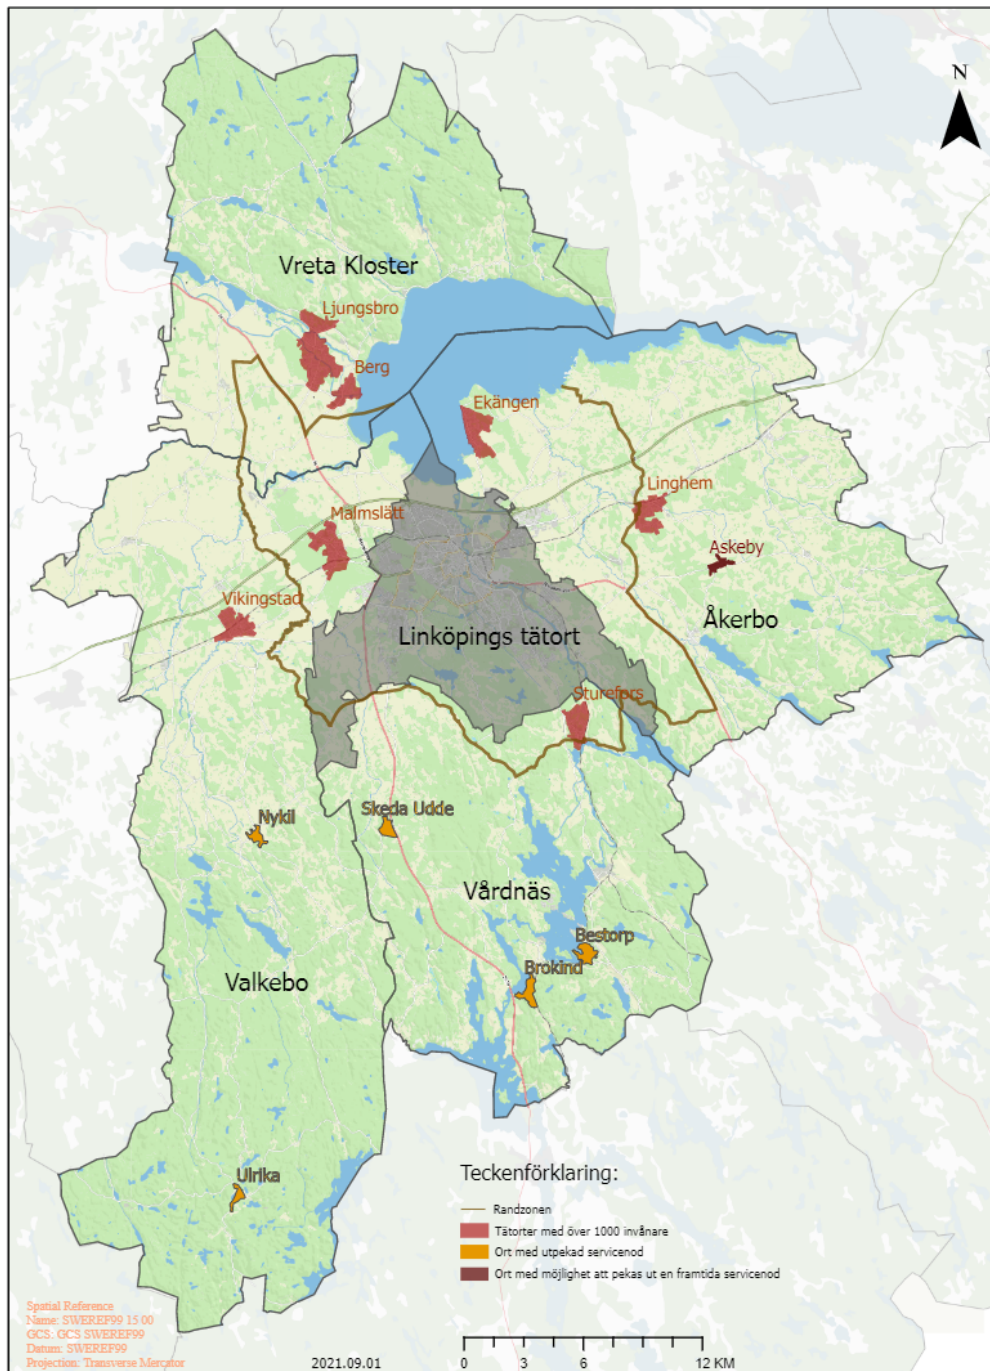 N
Vreta Kloster
Ljungsbro
Berg
Ekängen
Linghem
Malmslätt
Askeby
Vikingstad
Åkerbo
Linköpings tätort
Sturefors
Nykil
Skeda Udde
Vårdnäs
Bestorp
Brokind
Valkebo
Ulrika
Teckenförklaring:
Randzonen
Tätorter med över 1000 invånare
Ort med utpekad servicenod
Ort med möjlighet att pekas ut en framtida servicenod
Spatial Reference
Name: SWEREF99 15 00
GCS: GCS SWEREF99
Datum: SWEREF99
Projection: Transverse Mercator
2021.09.01
0 3 6 12 KM